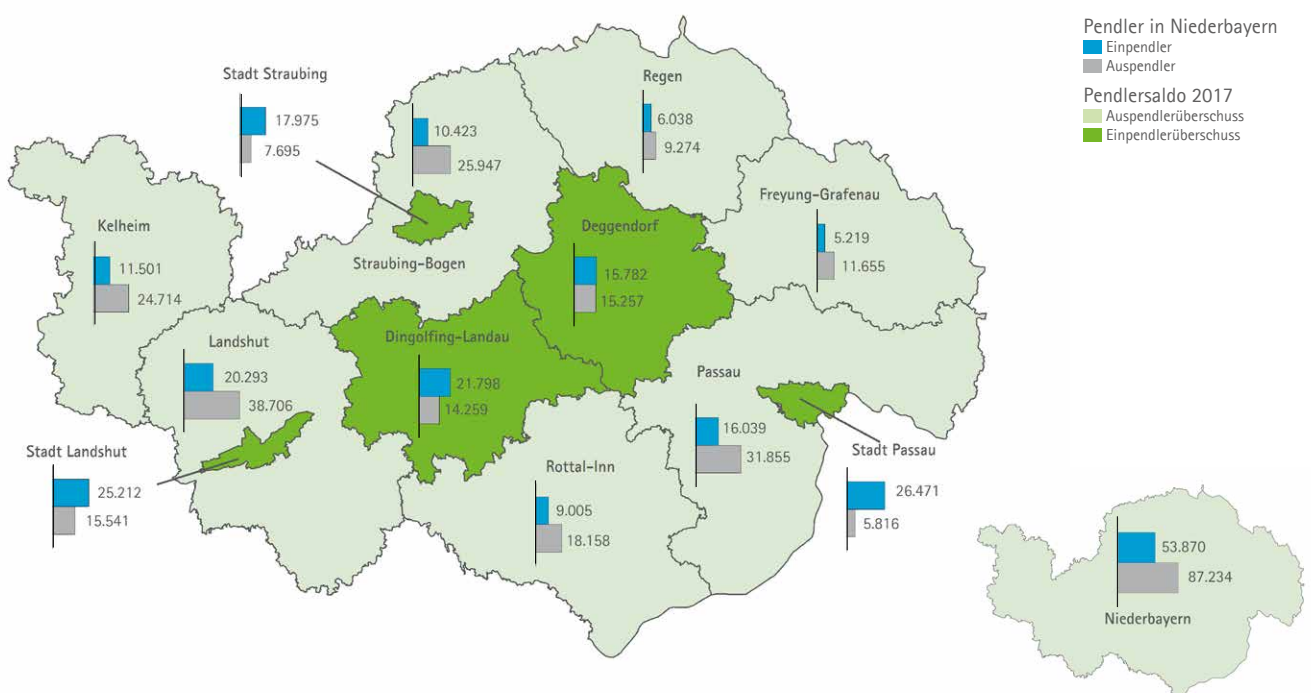 Pendler in Niederbayern
Einpendler
Auspendler
Pendlersaldo 2017
Auspendlerüberschuss
Einpendlerüberschuss
Stadt Straubing
17.975
7.695
10.423
25.947
Straubing-Bogen
Regen
6.038
9.274
Freyung-Grafenau
5.219
11.655
Kelheim
11.501
24.714
Deggendorf
15.782
15.257
Landshut
20.293
38.706
Dingolfing-Landau
21.798
14.259
Passau
16.039
31.855
Stadt Landshut
25.212
15.541
Rottal-Inn
9.005
18.158
Stadt Passau
26.471
5.816
53.870
87.234
Niederbayern